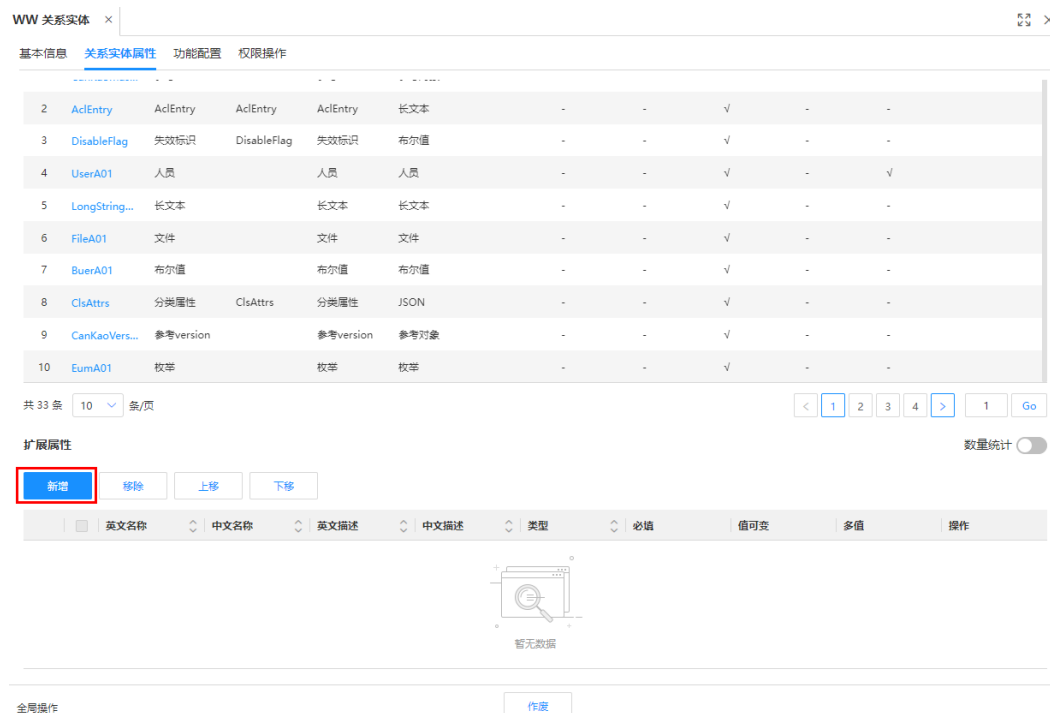 WW 关系实体 ×
基本信息 关系实体属性 功能配置 权限操作
2 AclEntry AclEntry AclEntry AclEntry 长文本 - - √ - -
3 DisableFlag 失效标识 DisableFlag 失效标识 布尔值 - - √ - -
4 UserA01 人员 人员 人员 - - √ - √
5 LongString... 长文本 长文本 长文本 - - √ - -
6 FileA01 文件 文件 文件 - - √ - -
7 BuerA01 布尔值 布尔值 布尔值 - - √ - -
8 ClsAttrs 分类属性 ClsAttrs 分类属性 JSON - - √ - -
9 CanKaoVers... 参考version 参考version 参考对象 - - √ - -
10 EumA01 枚举 枚举 枚举 - - √ - -
共 33 条 10 条/页 < 1 2 3 4 > 1 Go
扩展属性 数量统计
新增 移除 上移 下移
英文名称 中文名称 英文描述 中文描述 类型 必填 值可变 多值 操作
暂无数据
全局操作 作废